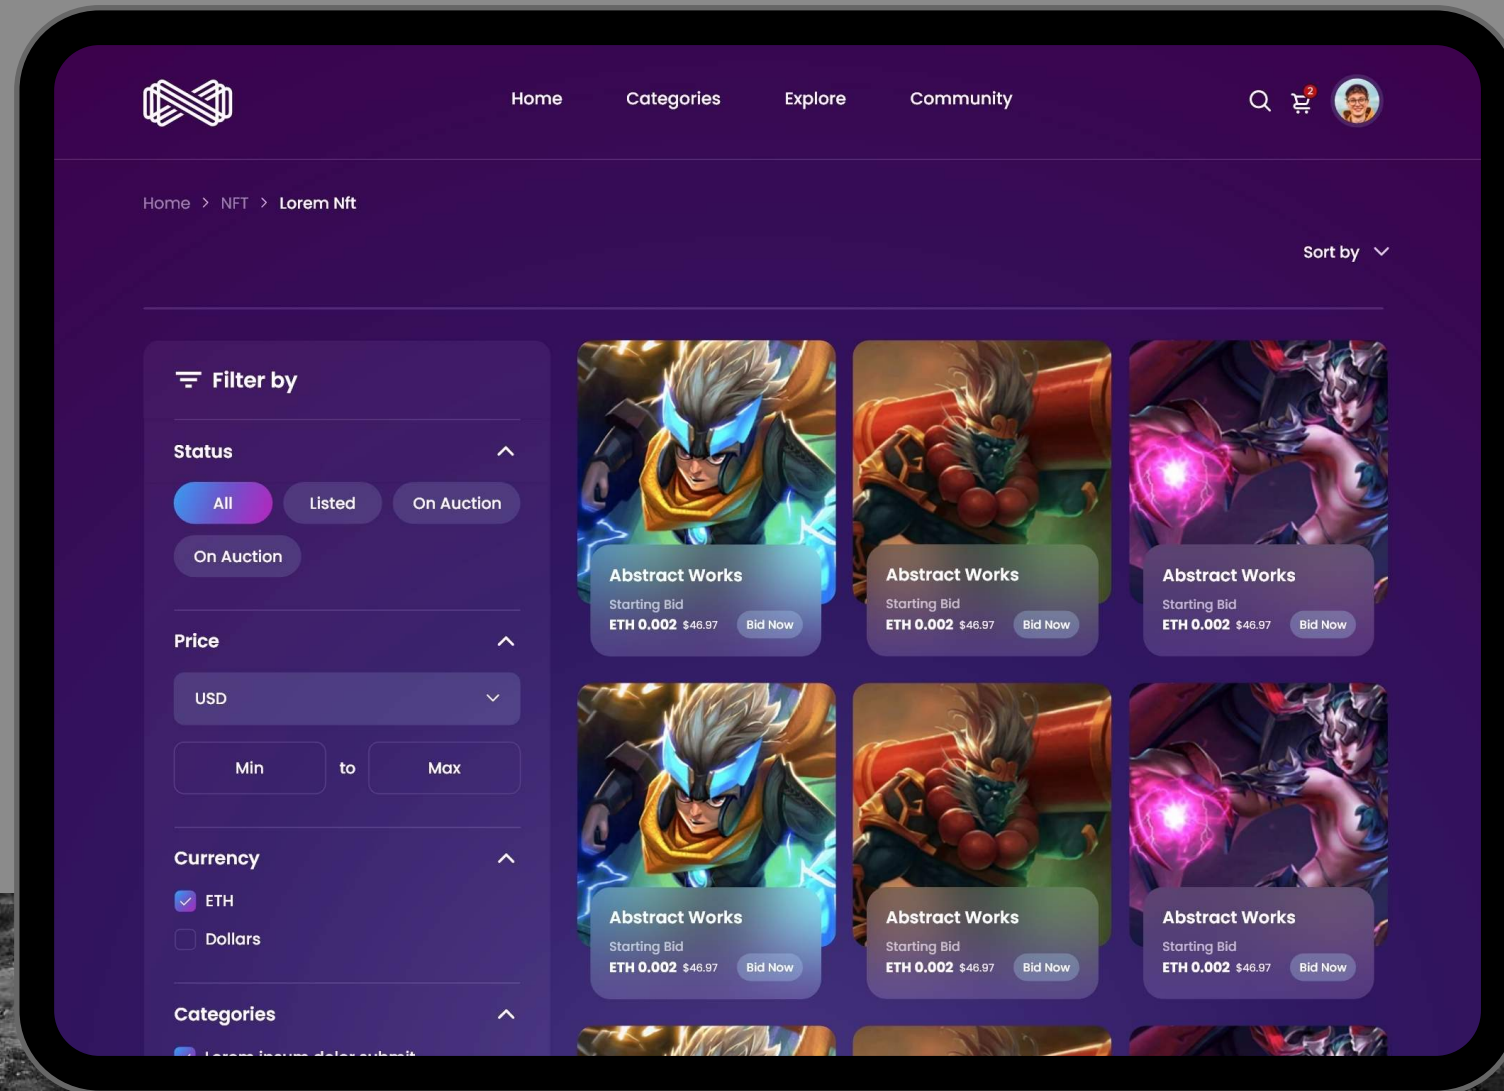 Home Categories Explore Community
2
Home > NFT > Lorem Nft
Sort by
Filter by
Status
All Listed On Auction
On Auction
Price
USD
Min to Max
Currency
ETH
Dollars
Categories
Lorem ipsum dolor submit
Abstract Works
Starting Bid
ETH 0.002 $46.97 Bid Now
Abstract Works
Starting Bid
ETH 0.002 $46.97 Bid Now
Abstract Works
Starting Bid
ETH 0.002 $46.97 Bid Now
Abstract Works
Starting Bid
ETH 0.002 $46.97 Bid Now
Abstract Works
Starting Bid
ETH 0.002 $46.97 Bid Now
Abstract Works
Starting Bid
ETH 0.002 $46.97 Bid Now